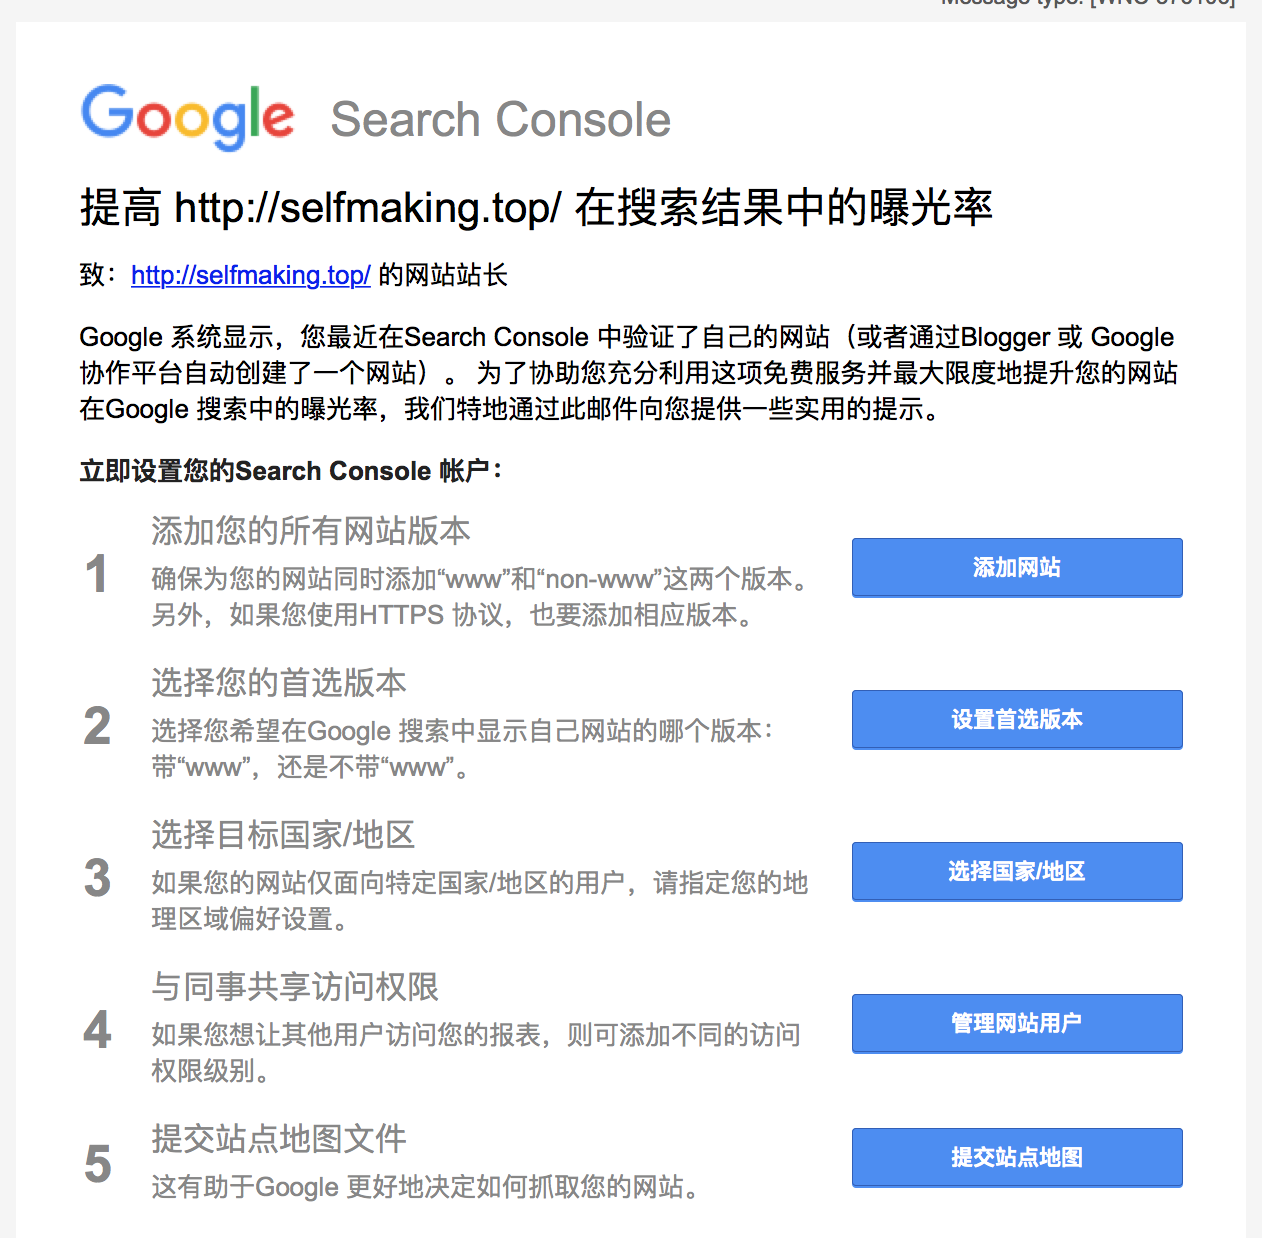 Message type: [WNC-
Google Search Console
提高 http://selfmaking.top/ 在搜索结果中的曝光率
致：http://selfmaking.top/ 的网站站长
Google 系统显示，您最近在Search Console 中验证了自己的网站（或者通过Blogger 或 Google
协作平台自动创建了一个网站）。 为了协助您充分利用这项免费服务并最大限度地提升您的网站
在Google 搜索中的曝光率，我们特地通过此邮件向您提供一些实用的提示。
立即设置您的Search Console 帐户：
1
添加您的所有网站版本
确保为您的网站同时添加“www”和“non-www”这两个版本。
另外，如果您使用HTTPS 协议，也要添加相应版本。
添加网站
2
选择您的首选版本
选择您希望在Google 搜索中显示自己网站的哪个版本：
带“www”，还是不带“www”。
设置首选版本
3
选择目标国家/地区
如果您的网站仅面向特定国家/地区的用户，请指定您的地
理区域偏好设置。
选择国家/地区
4
与同事共享访问权限
如果您想让其他用户访问您的报表，则可添加不同的访问
权限级别。
管理网站用户
5
提交站点地图文件
这有助于Google 更好地决定如何抓取您的网站。
提交站点地图